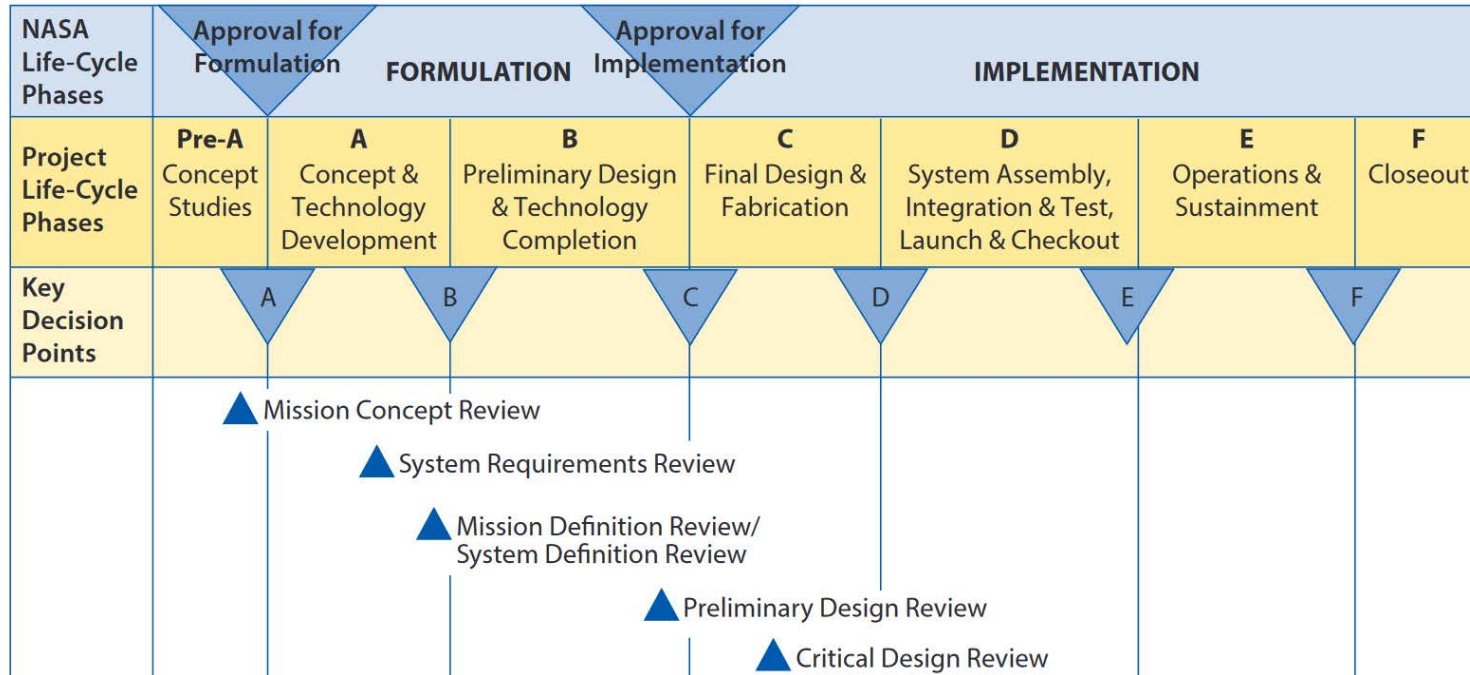 NASA
Life-Cycle
Phases
Approval for
Formulation
FORMULATION
Approval for
Implementation
IMPLEMENTATION
Project
Life-Cycle
Phases
Pre-A
Concept
Studies
A
Concept &
Technology
Development
B
Preliminary Design
& Technology
Completion
C
Final Design &
Fabrication
D
System Assembly,
Integration & Test,
Launch & Checkout
E
Operations &
Sustainment
F
Closeout
Key
Decision
Points
A
B
C
D
E
F
Mission Concept Review
System Requirements Review
Mission Definition Review/
System Definition Review
Preliminary Design Review
Critical Design Review